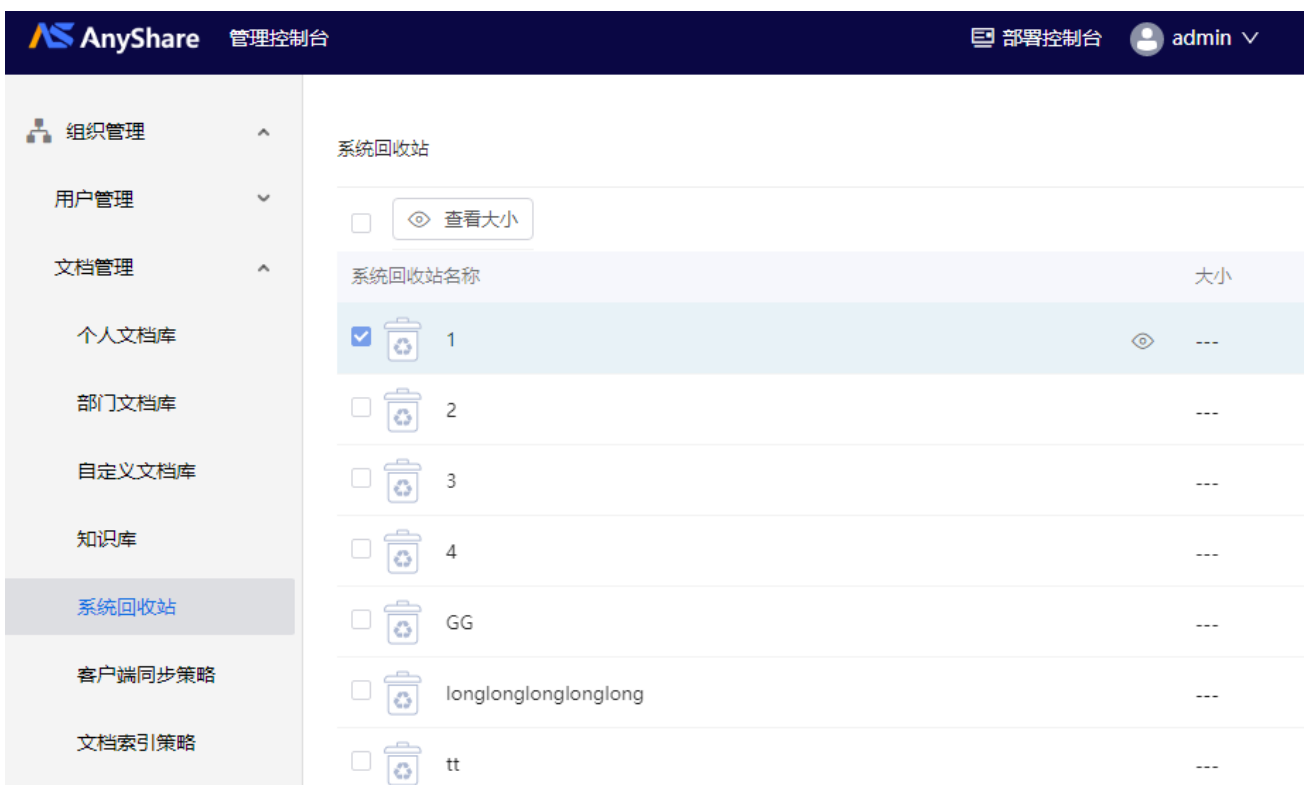 AnyShare 管理控制台 部署控制台 admin
组织管理
用户管理
文档管理
个人文档库
部门文档库
自定义文档库
知识库
系统回收站
客户端同步策略
文档索引策略
系统回收站
查看大小
系统回收站名称 大小
1 ---
2 ---
3 ---
4 ---
GG ---
longlonglonglonglong ---
tt ---